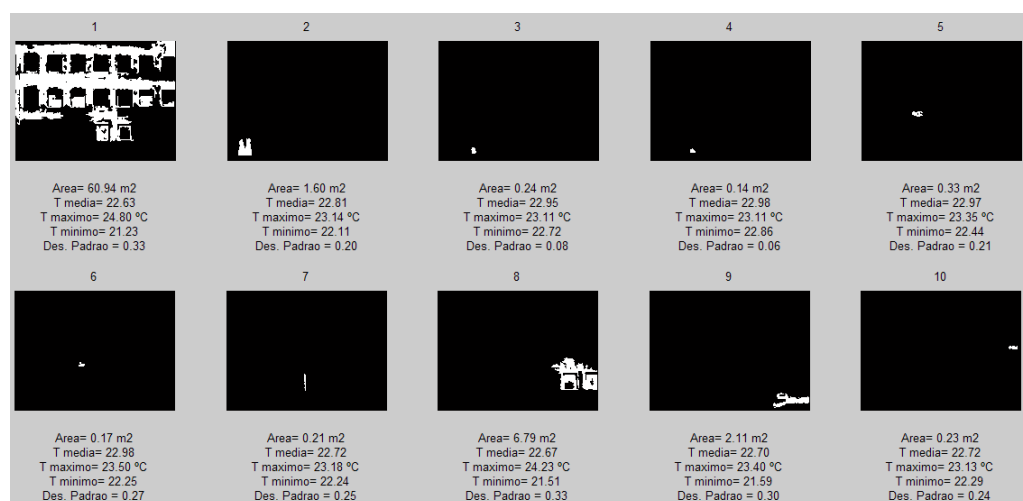 1 2 3 4 5
Area= 60.94 m2 Area= 1.60 m2 Area= 0.24 m2 Area= 0.14 m2 Area= 0.33 m2
T media= 22.63 T media= 22.81 T media= 22.95 T media= 22.98 T media= 22.97
T maximo= 24.80 ºC T maximo= 23.14 ºC T maximo= 23.11 ºC T maximo= 23.11 ºC T maximo= 23.35 ºC
T minimo= 21.23 T minimo= 22.11 T minimo= 22.72 T minimo= 22.86 T minimo= 22.44
Des. Padrao = 0.33 Des. Padrao = 0.20 Des. Padrao = 0.08 Des. Padrao = 0.06 Des. Padrao = 0.21
6 7 8 9 10
Area= 0.17 m2 Area= 0.21 m2 Area= 6.79 m2 Area= 2.11 m2 Area= 0.23 m2
T media= 22.98 T media= 22.72 T media= 22.67 T media= 22.70 T media= 22.72
T maximo= 23.50 ºC T maximo= 23.18 ºC T maximo= 24.23 ºC T maximo= 23.40 ºC T maximo= 23.13 ºC
T minimo= 22.25 T minimo= 22.24 T minimo= 21.51 T minimo= 21.59 T minimo= 22.29
Des. Padrao = 0.27 Des. Padrao = 0.25 Des. Padrao = 0.33 Des. Padrao = 0.30 Des. Padrao = 0.24